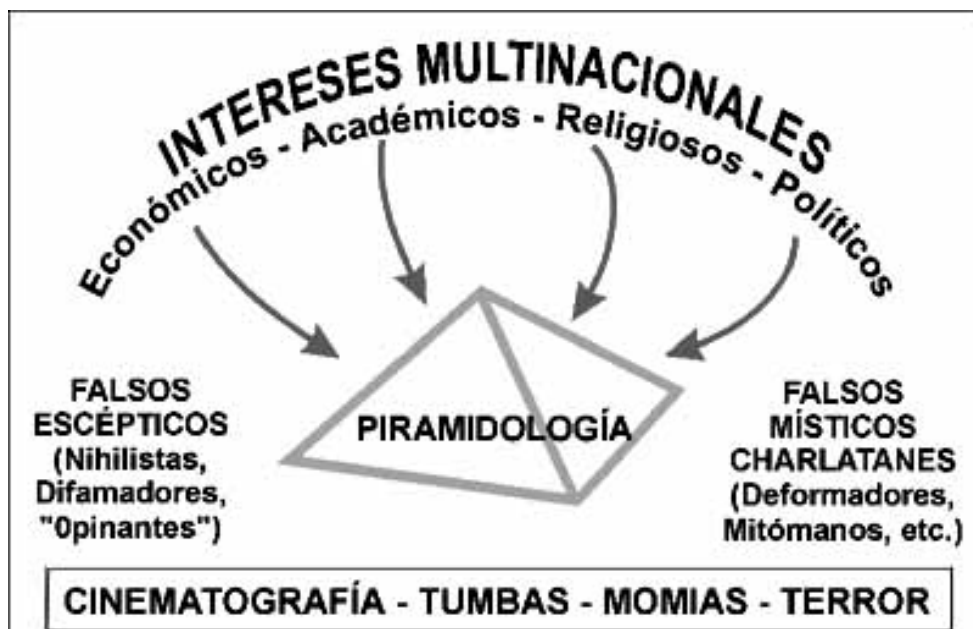 INTERESES MULTINACIONALES
Económicos - Académicos - Religiosos - Políticos
FALSOS
ESCÉPTICOS
(Nihilistas,
Difamadores,
"0pinantes")
PIRAMIDOLOGÍA
FALSOS
MÍSTICOS
CHARLATANES
(Deformadores,
Mitómanos, etc.)
CINEMATOGRAFÍA - TUMBAS - MOMIAS - TERROR